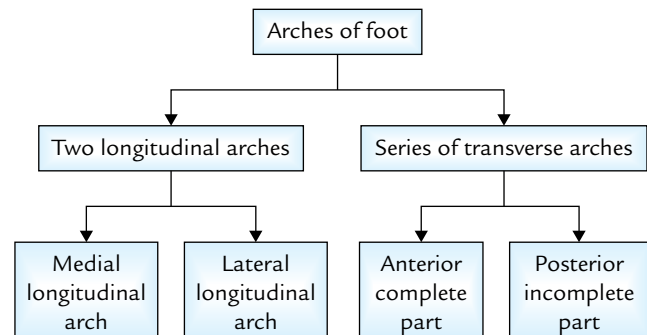 Arches of foot
Two longitudinal arches
Series of transverse arches
Medial
longitudinal
arch
Lateral
longitudinal
arch
Anterior
complete
part
Posterior
incomplete
part